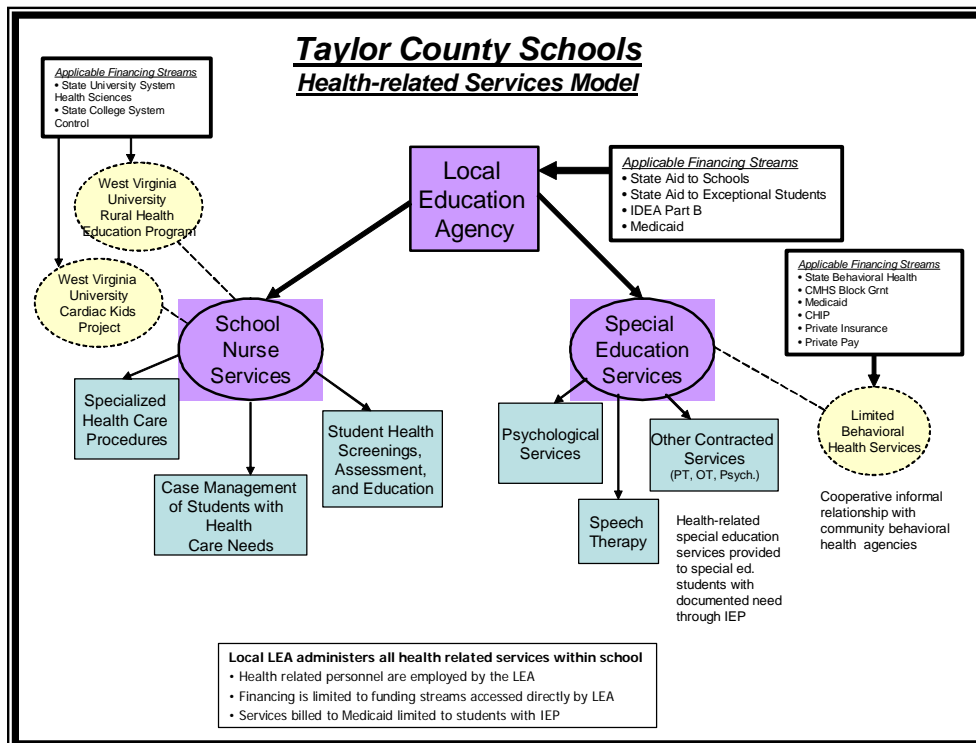 Taylor County Schools
Health-related Services Model
Applicable Financing Streams
• State University System
Health Sciences
• State College System
Control
West Virginia
University
Rural Health
Education Program
West Virginia
University
Cardiac Kids
Project
Local
Education
Agency
Applicable Financing Streams
• State Aid to Schools
• State Aid to Exceptional Students
• IDEA Part B
• Medicaid
Applicable Financing Streams
• State Behavioral Health
• CMHS Block Grnt
• Medicaid
• CHIP
• Private Insurance
• Private Pay
School
Nurse
Services
Special
Education
Services
Specialized
Health Care
Procedures
Case Management
of Students with
Health
Care Needs
Student Health
Screenings,
Assessment,
and Education
Psychological
Services
Speech
Therapy
Other Contracted
Services
(PT, OT, Psych.)
Limited
Behavioral
Health Services
Health-related
special education
services provided
to special ed.
students with
documented need
through IEP
Cooperative informal
relationship with
community behavioral
health agencies
Local LEA administers all health related services within school
• Health related personnel are employed by the LEA
• Financing is limited to funding streams accessed directly by LEA
• Services billed to Medicaid limited to students with IEP